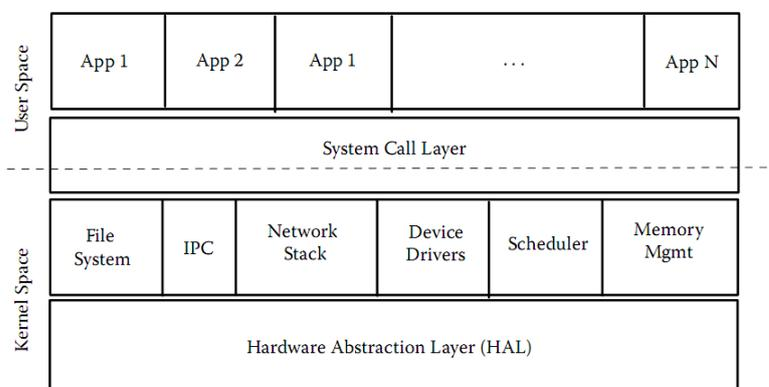 User Space
App 1
App 2
App 1
...
App N
System Call Layer
Kernel Space
File
System
IPC
Network
Stack
Device
Drivers
Scheduler
Memory
Mgmt
Hardware Abstraction Layer (HAL)